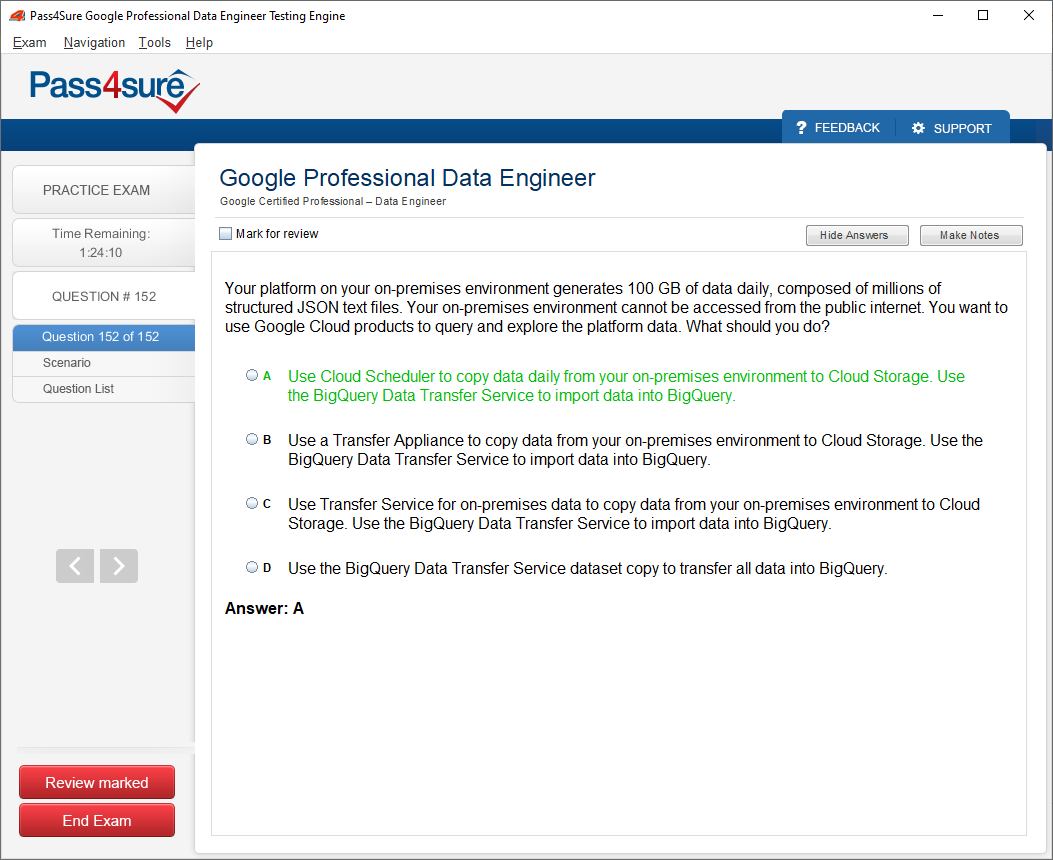 Pass4Sure Google Professional Data Engineer Testing Engine
Exam Navigation Tools Help
Pass4sure
? FEEDBACK SUPPORT
PRACTICE EXAM
Time Remaining:
1:24:10
QUESTION # 152
Question 152 of 152
Scenario
Question List
Review marked
End Exam
Google Professional Data Engineer
Google Certified Professional – Data Engineer
Mark for review
Hide Answers Make Notes
Your platform on your on-premises environment generates 100 GB of data daily, composed of millions of
structured JSON text files. Your on-premises environment cannot be accessed from the public internet. You want to
use Google Cloud products to query and explore the platform data. What should you do?
A Use Cloud Scheduler to copy data daily from your on-premises environment to Cloud Storage. Use
the BigQuery Data Transfer Service to import data into BigQuery.
B Use a Transfer Appliance to copy data from your on-premises environment to Cloud Storage. Use the
BigQuery Data Transfer Service to import data into BigQuery.
C Use Transfer Service for on-premises data to copy data from your on-premises environment to Cloud
Storage. Use the BigQuery Data Transfer Service to import data into BigQuery.
D Use the BigQuery Data Transfer Service dataset copy to transfer all data into BigQuery.
Answer: A